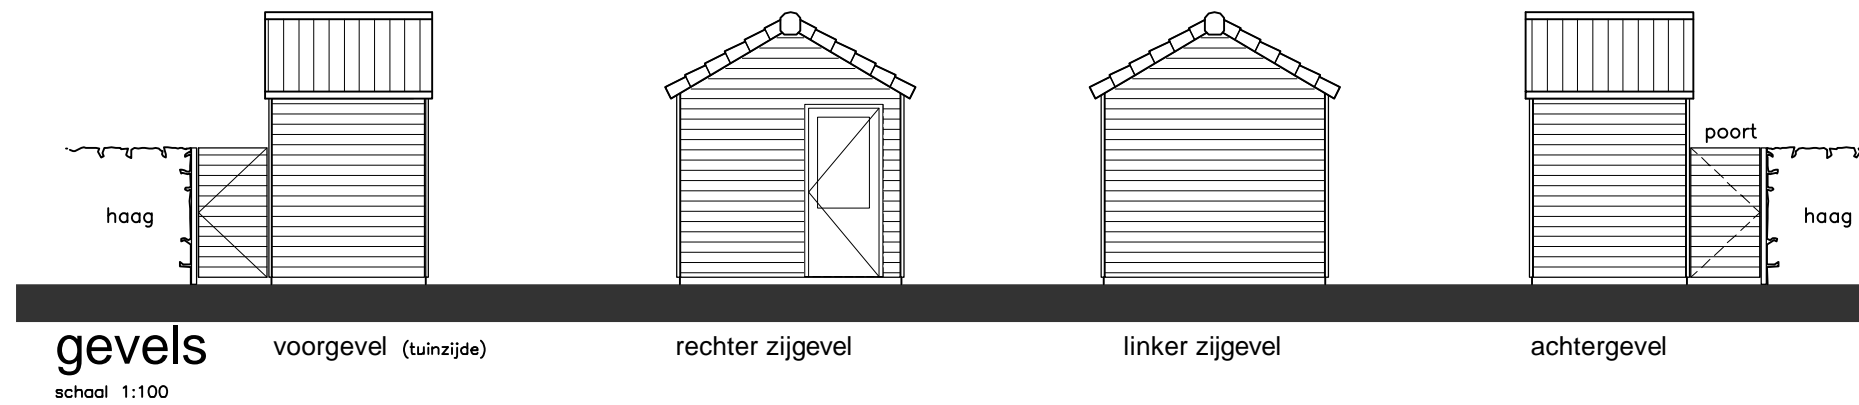 poort
haag
haag
gevels voorgevel (tuinzijde) rechter zijgevel linker zijgevel achtergevel
schaal 1:100